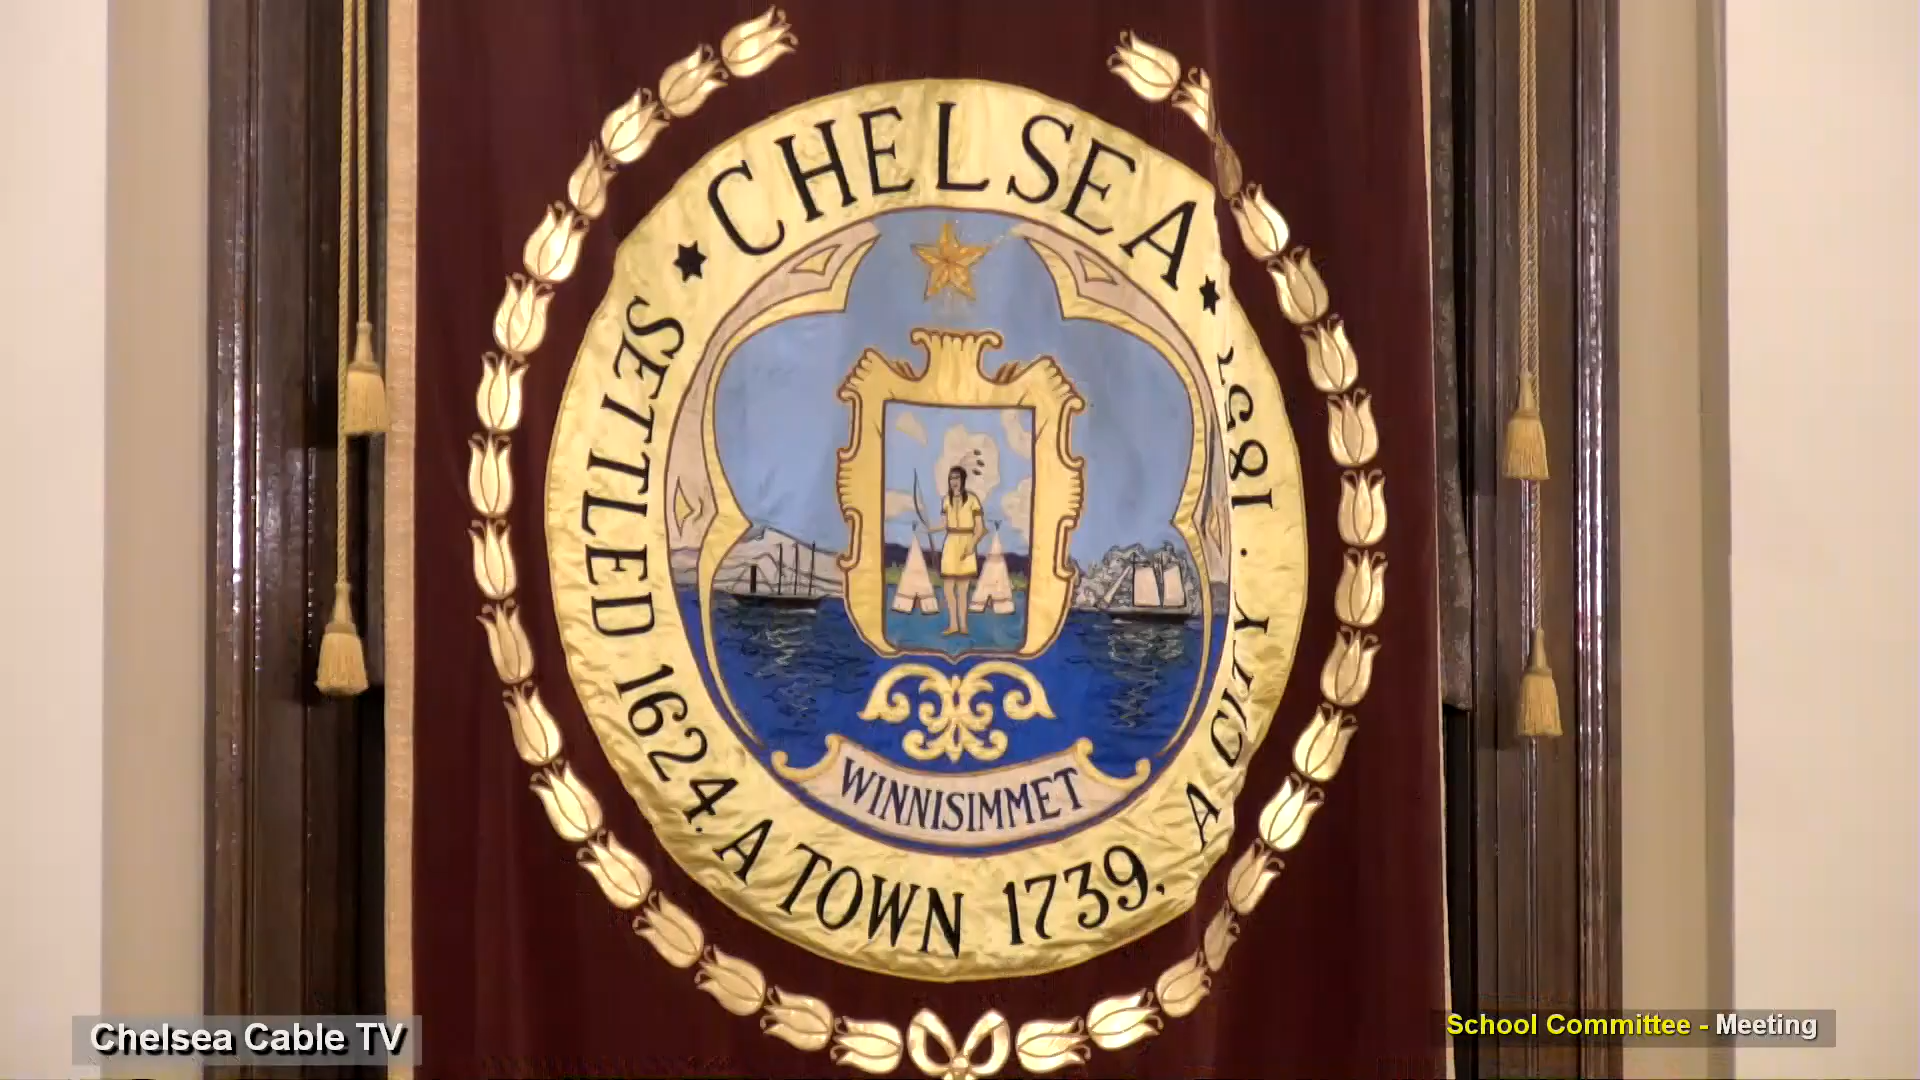 CHELSEA
SETTLED 1624. A TOWN 1739. A CITY. 1857
WINNISIMMET
Chelsea Cable TV
School Committee - Meeting